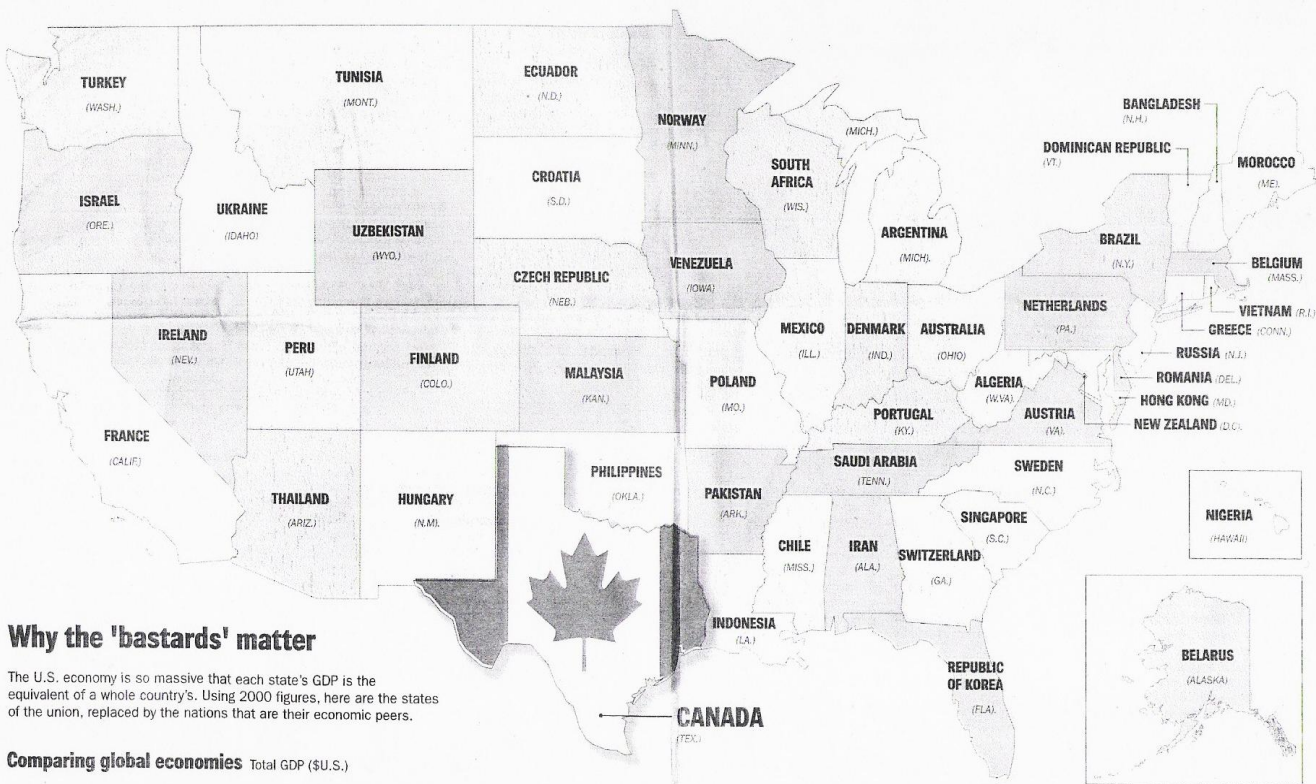 TURKEY
(WASH.)
TUNISIA
(MONT.)
ECUADOR
(N.D.)
NORWAY
(MINN.)
(MICH.)
BANGLADESH
(N.H.)
DOMINICAN REPUBLIC
(VT.)
MOROCCO
(ME).
ISRAEL
(ORE.)
UKRAINE
(IDAHO)
UZBEKISTAN
(WYO.)
CROATIA
(S.D.)
SOUTH
AFRICA
(WIS.)
ARGENTINA
(MICH).
BRAZIL
(N.Y.)
BELGIUM
(MASS.)
CZECH REPUBLIC
(NEB.)
VENEZUELA
(IOWA)
NETHERLANDS
(PA.)
VIETNAM (R.I.)
GREECE (CONN.)
IRELAND
(NEV.)
PERU
(UTAH)
FINLAND
(COLO.)
MALAYSIA
(KAN.)
POLAND
(MO.)
MEXICO
(ILL.)
DENMARK
(IND.)
AUSTRALIA
(OHIO)
ALGERIA
(W.VA).
RUSSIA (N.J.)
ROMANIA (DEL.)
HONG KONG (MD.)
NEW ZEALAND (D.C).
PORTUGAL
(KY.)
AUSTRIA
(VA).
FRANCE
(CALIF.)
THAILAND
(ARIZ.)
HUNGARY
(N.M).
PHILIPPINES
(OKLA.)
PAKISTAN
(ARK.)
SAUDI ARABIA
(TENN.)
SWEDEN
(N.C.)
SINGAPORE
(S.C.)
CHILE
(MISS.)
IRAN
(ALA.)
SWITZERLAND
(GA.)
NIGERIA
(HAWAII)
INDONESIA
(LA.)
REPUBLIC
OF KOREA
(FLA).
BELARUS
(ALASKA)
CANADA
(TEX.)
Why the 'bastards' matter
The U.S. economy is so massive that each state's GDP is the
equivalent of a whole country's. Using 2000 figures, here are the states
of the union, replaced by the nations that are their economic peers.
Comparing global economies Total GDP ($U.S.)